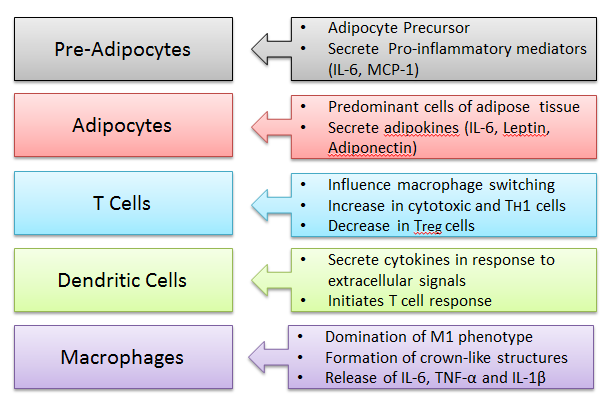 Pre-Adipocytes
• Adipocyte Precursor
• Secrete Pro-inflammatory mediators
(IL-6, MCP-1)
Adipocytes
• Predominant cells of adipose tissue
• Secrete adipokines (IL-6, Leptin,
Adiponectin)
T Cells
• Influence macrophage switching
• Increase in cytotoxic and TH1 cells
• Decrease in Treg cells
Dendritic Cells
• Secrete cytokines in response to
extracellular signals
• Initiates T cell response
Macrophages
• Domination of M1 phenotype
• Formation of crown-like structures
• Release of IL-6, TNF-α and IL-1β